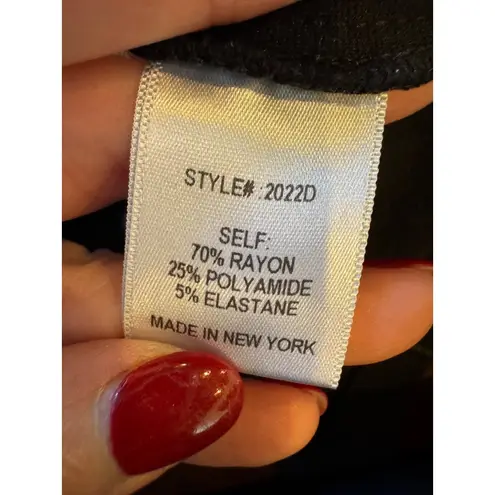 STYLE# 2022D
SELF:
70% RAYON
25% POLYAMIDE
5% ELASTANE
MADE IN NEW YORK